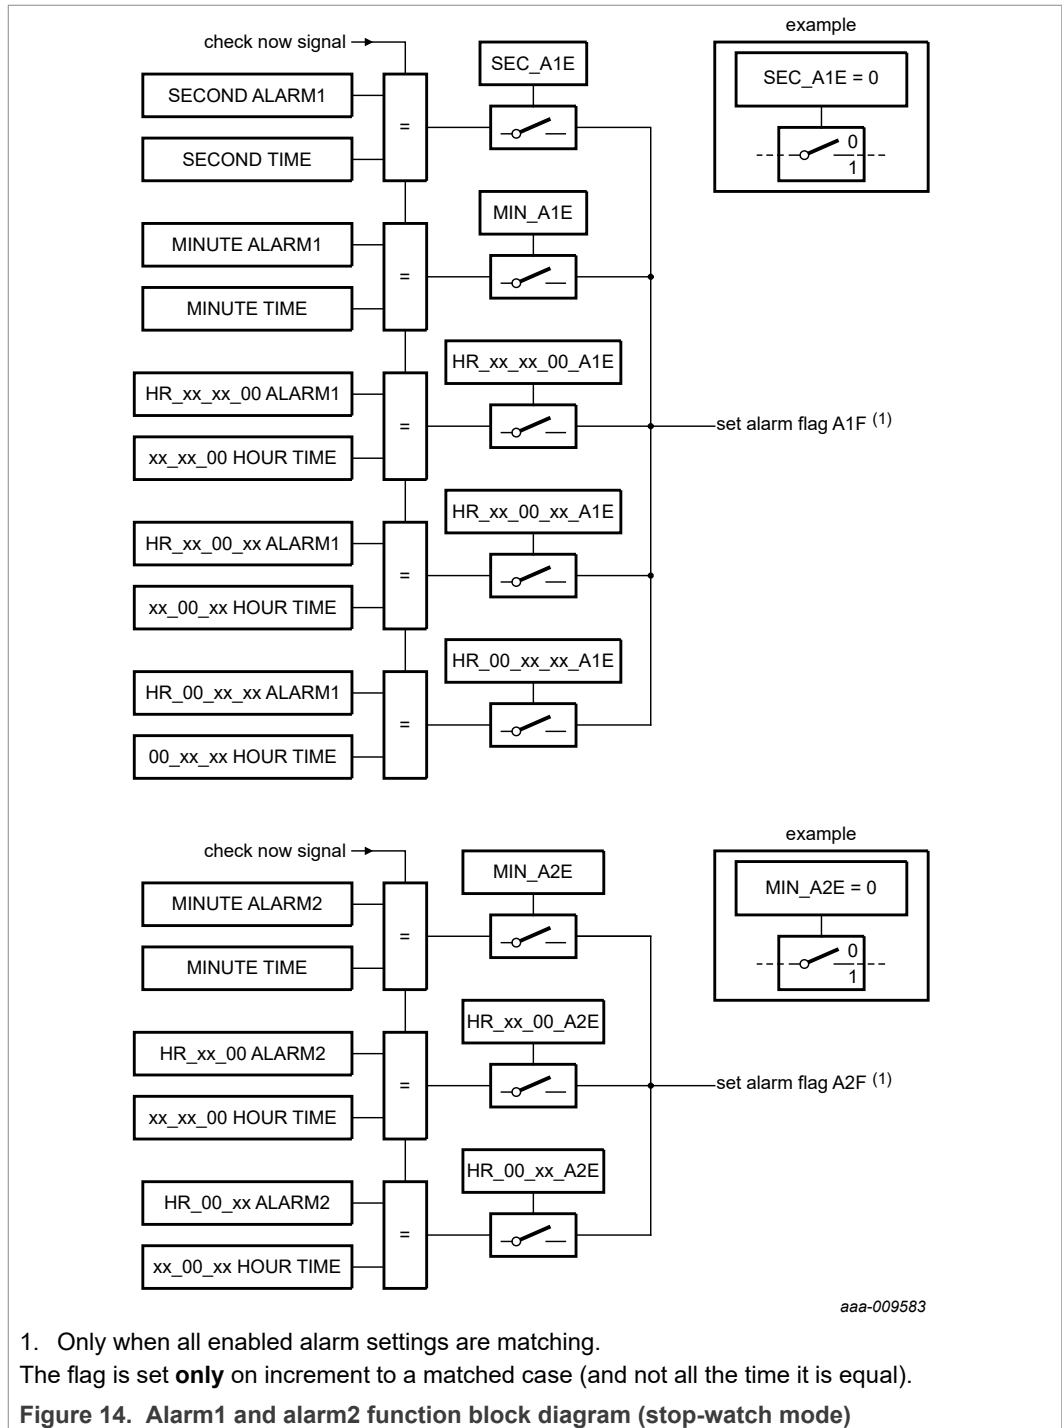 example
check now signal
SEC_A1E
SEC_A1E = 0
SECOND ALARM1
=
0
1
SECOND TIME
MIN_A1E
MINUTE ALARM1
=
MINUTE TIME
HR_xx_xx_00_A1E
HR_xx_xx_00 ALARM1
=
set alarm flag A1F (1)
xx_xx_00 HOUR TIME
HR_xx_00_xx_A1E
HR_xx_00_xx ALARM1
=
xx_00_xx HOUR TIME
HR_00_xx_xx_A1E
HR_00_xx_xx ALARM1
=
00_xx_xx HOUR TIME
example
check now signal
MIN_A2E
MIN_A2E = 0
MINUTE ALARM2
=
0
1
MINUTE TIME
HR_xx_00_A2E
HR_xx_00 ALARM2
=
set alarm flag A2F (1)
xx_xx_00 HOUR TIME
HR_00_xx_A2E
HR_00_xx ALARM2
=
xx_00_xx HOUR TIME
aaa-009583
1. Only when all enabled alarm settings are matching.
The flag is set only on increment to a matched case (and not all the time it is equal).
Figure 14. Alarm1 and alarm2 function block diagram (stop-watch mode)